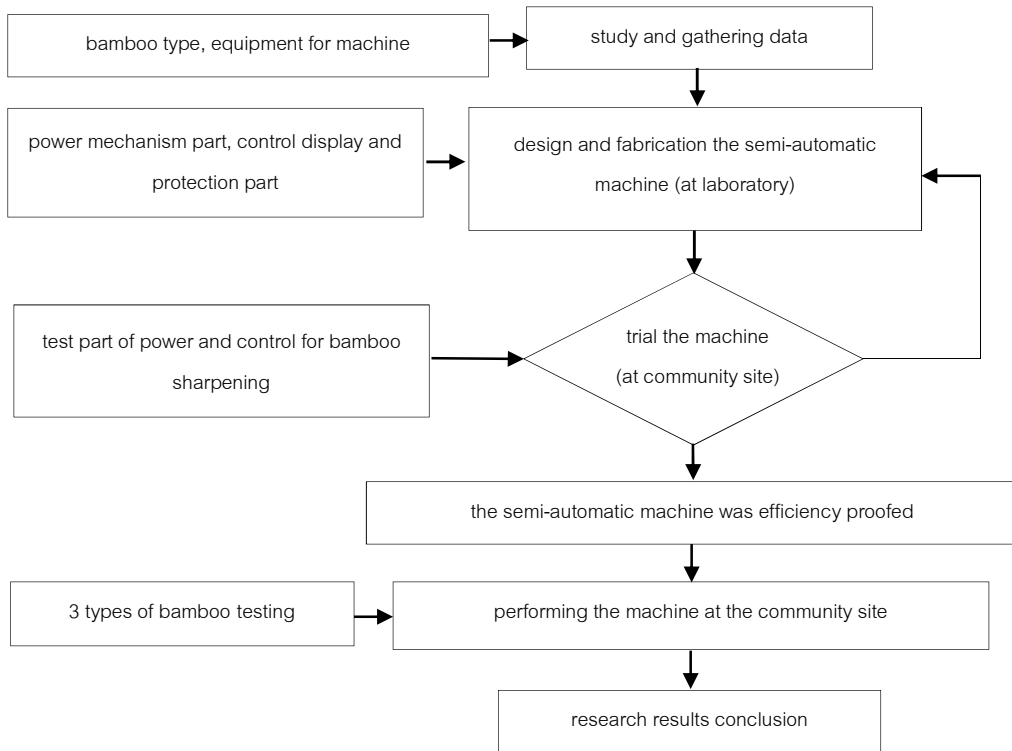 bamboo type, equipment for machine
study and gathering data
power mechanism part, control display and
protection part
design and fabrication the semi-automatic
machine (at laboratory)
test part of power and control for bamboo
sharpening
trial the machine
(at community site)
the semi-automatic machine was efficiency proofed
3 types of bamboo testing
performing the machine at the community site
research results conclusion